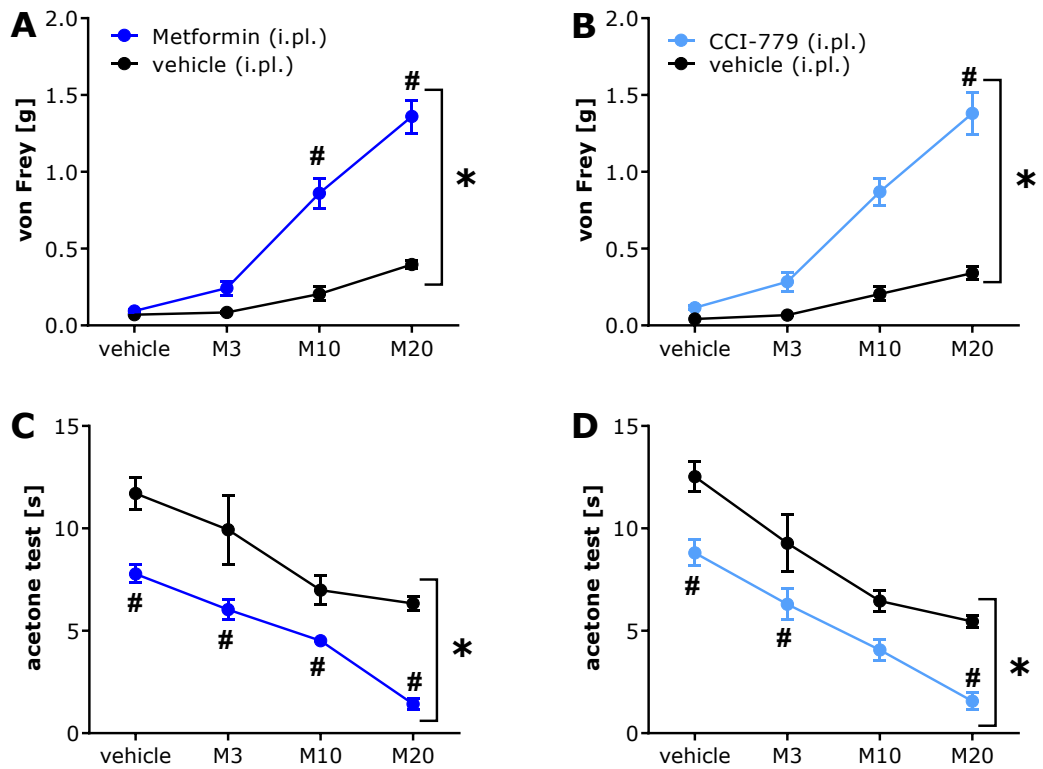 A
von Frey [g]
2.0
1.5
1.0
0.5
0.0
Metformin (i.pl.)
vehicle (i.pl.)
#
#
*
vehicle M3 M10 M20
B
von Frey [g]
2.0
1.5
1.0
0.5
0.0
CCI-779 (i.pl.)
vehicle (i.pl.)
#
*
vehicle M3 M10 M20
C
acetone test [s]
15
10
5
0
#
#
#
#
*
vehicle M3 M10 M20
D
acetone test [s]
15
10
5
0
#
#
#
*
vehicle M3 M10 M20